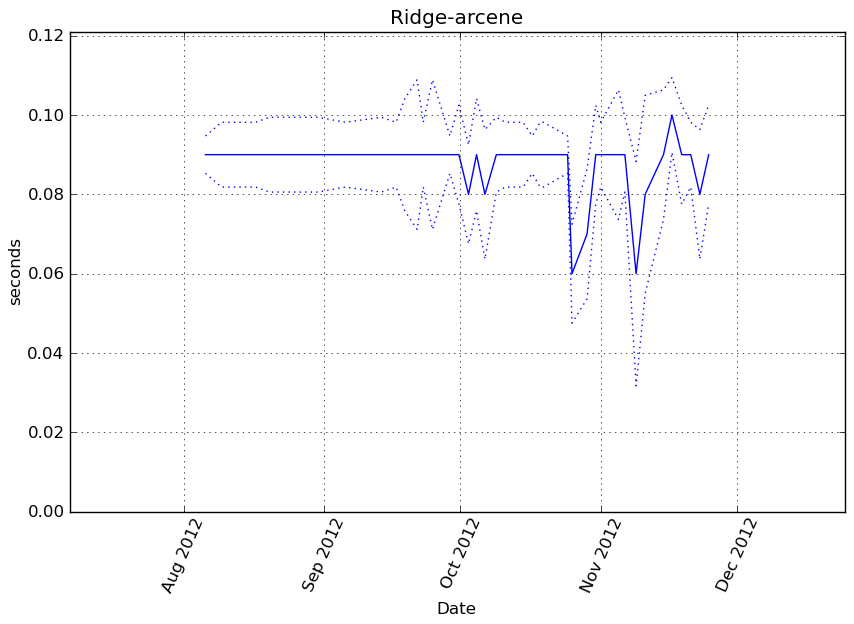 Ridge-arcene
0.12
0.10
0.08
0.06
0.04
0.02
0.00
seconds
Aug 2012
Sep 2012
Oct 2012
Nov 2012
Dec 2012
Date